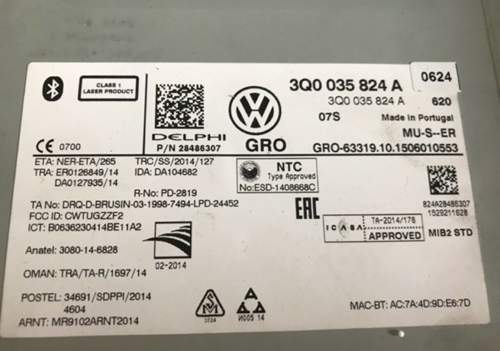 CLASS 1
LASER PRODUCT
3Q0 035 824 A
0624
3Q0 035 824 A
620
07S
Made in Portugal
DELPHI
P/N 28486307
GRO
MU-S--ER
GRO-63319.10.1506010553
CE 0700
ETA: NER-ETA/265
TRC/SS/2014/127
TRA: ER0126849/14
IDA: DA104682
DA0127935/14
R-No: PD-2819
NTC
Type Approved
No:ESD-1408668C
TA No: DRQ-D-BRUSIN-03-1998-7494-LPD-24452
FCC ID: CWTUGZZF2
ICT: B0636230414BE11A2
EAC
824A28486307
1529211628
Anatel: 3080-14-6828
02-2014
ICASA
TA-2014/176
APPROVED
MIB2 STD
OMAN: TRA/TA-R/1697/14
POSTEL: 34691/SDPPI/2014
4604
ARNT: MR9102ARNT2014
И005 14
MAC-BT: AC:7A:4D:9D:E6:7D